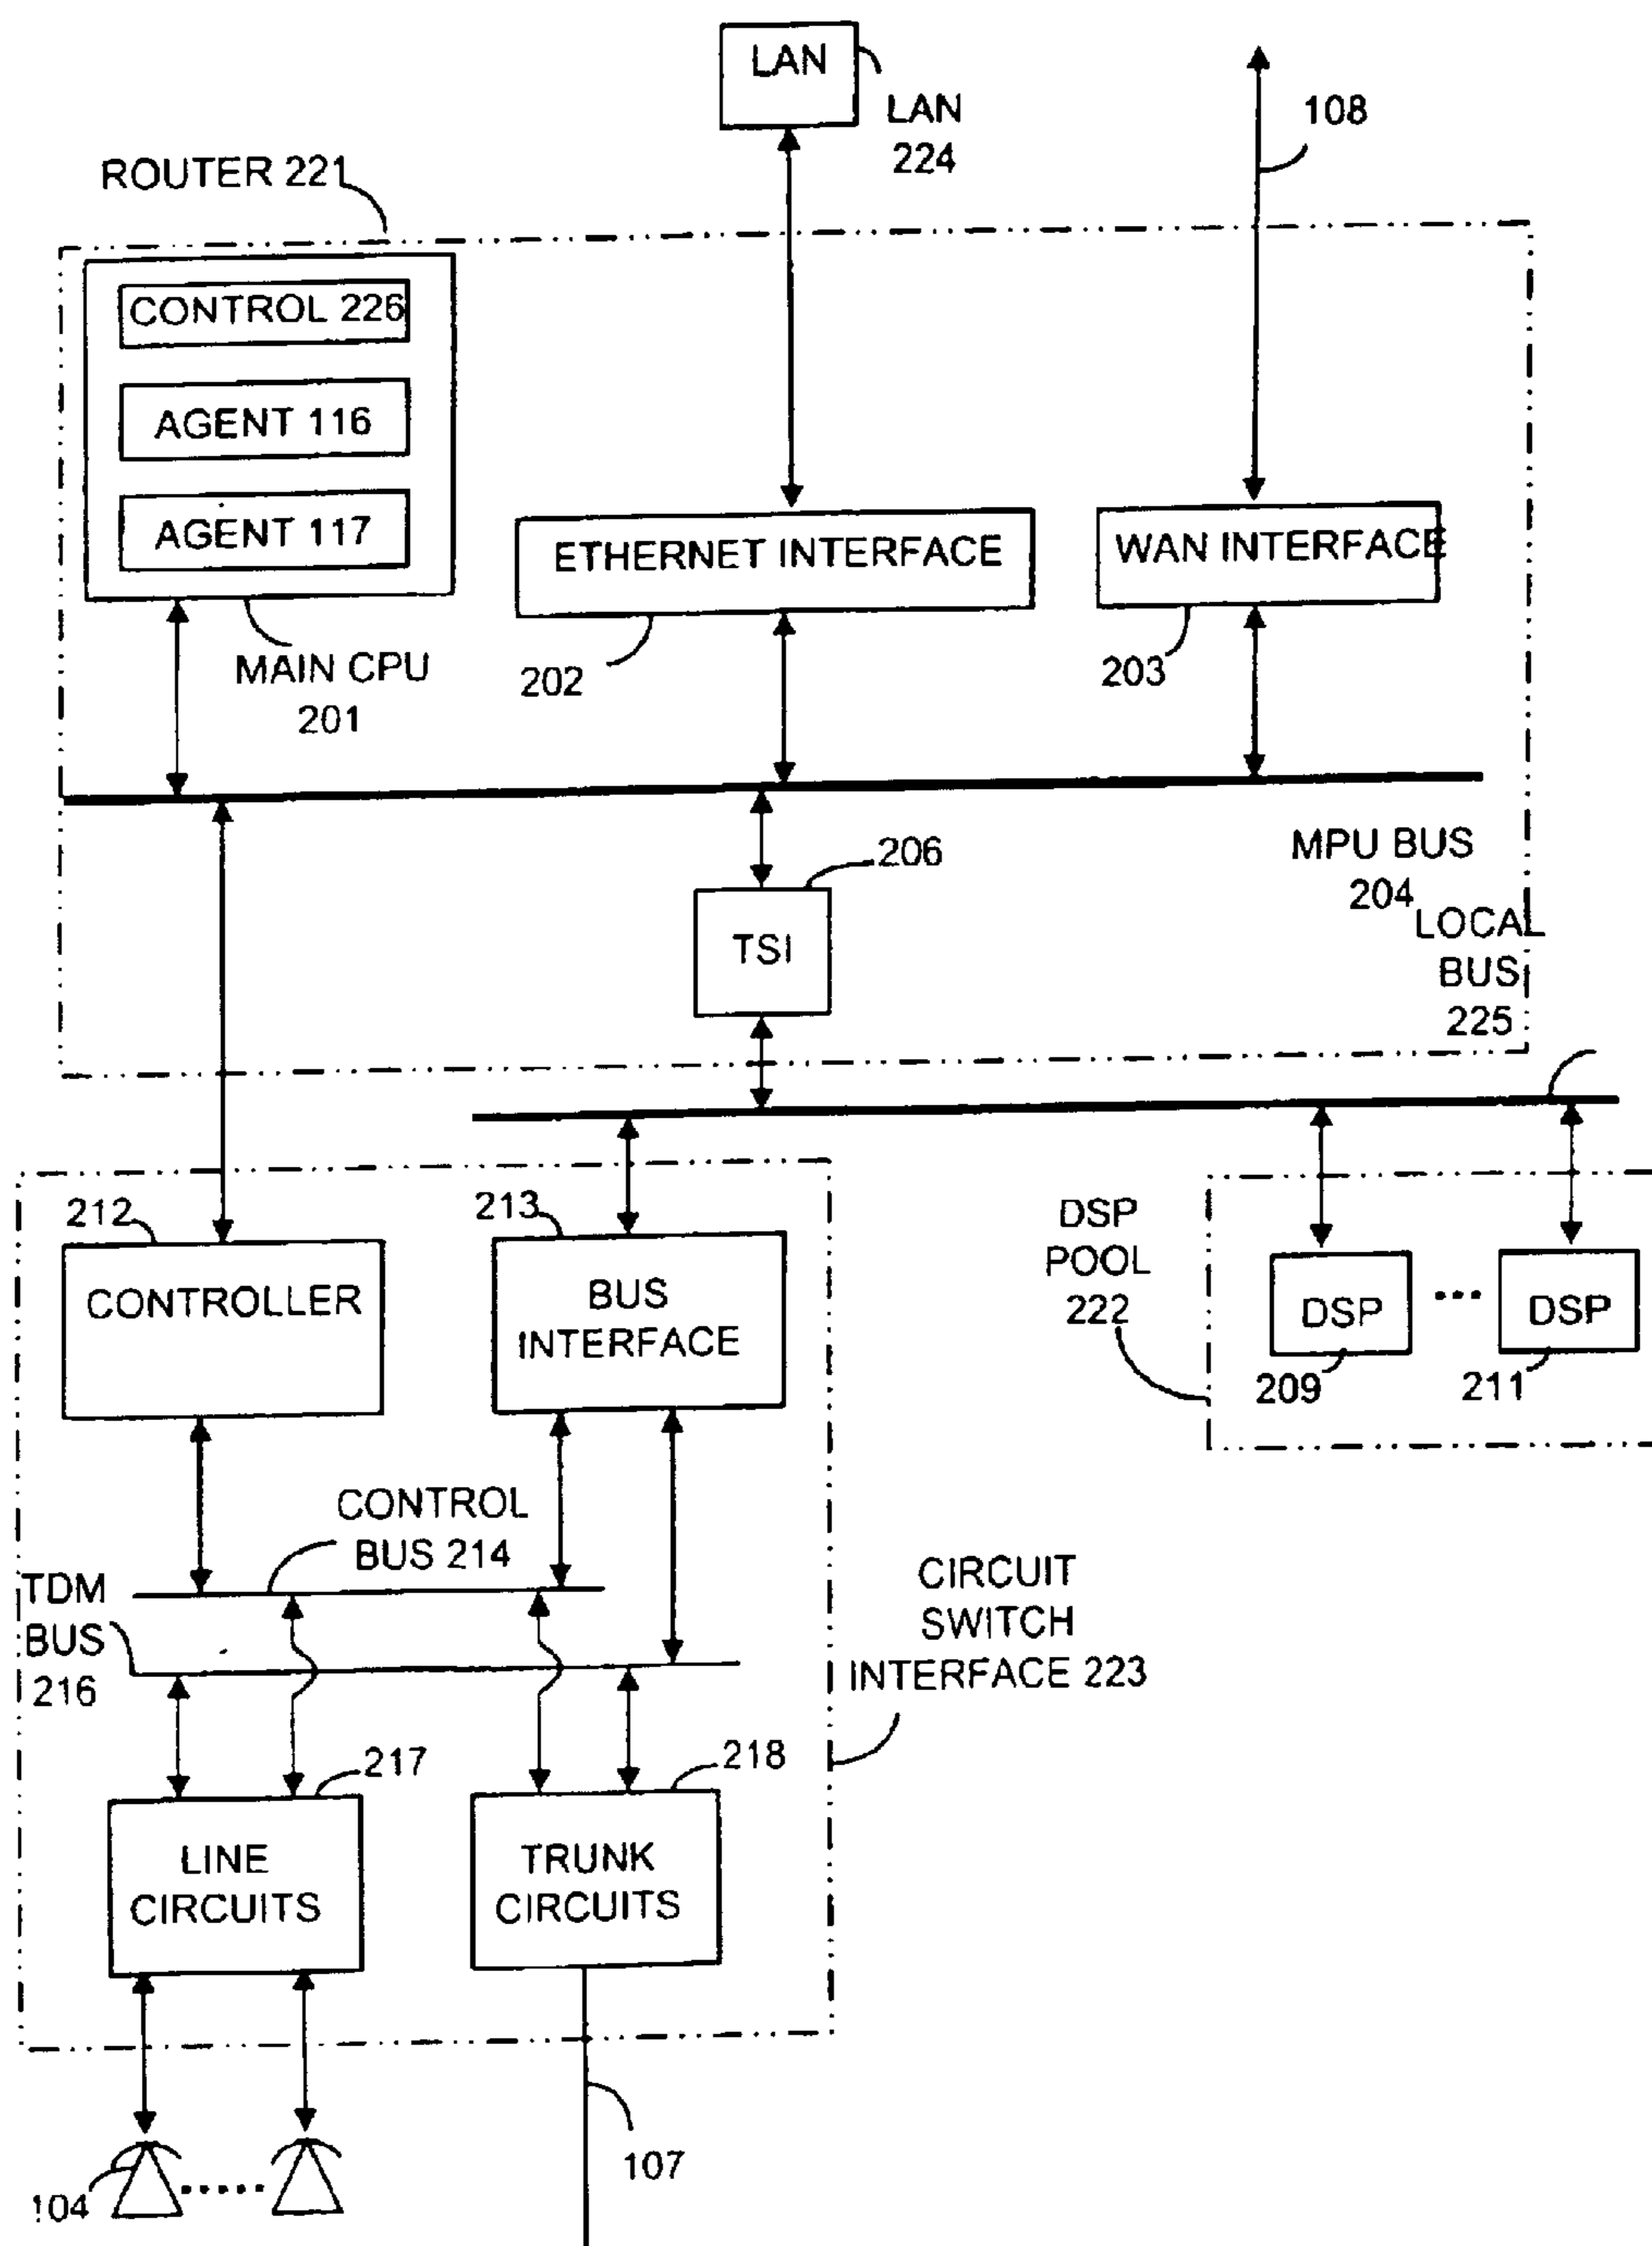 LAN
LAN
224
108
ROUTER 221
CONTROL 226
AGENT 116
AGENT 117
ETHERNET INTERFACE
WAN INTERFACE
MAIN CPU
201
202
203
206
MPU BUS
204
TSI
LOCAL
BUS
225
212
213
CONTROLLER
BUS
INTERFACE
DSP
POOL
222
DSP
...
DSP
209
211
CONTROL
BUS 214
TDM
BUS
216
CIRCUIT
SWITCH
INTERFACE 223
217
218
LINE
CIRCUITS
TRUNK
CIRCUITS
107
104